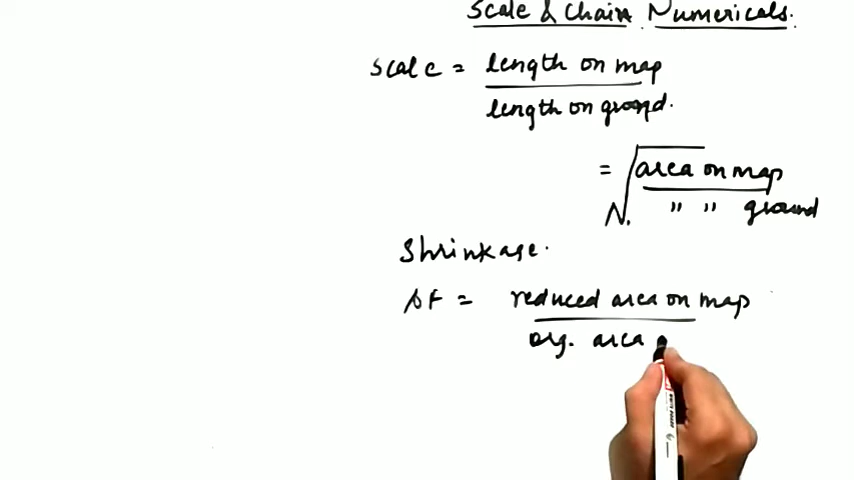 Scale & Chain Numericals.
Scale = length on map
length on ground.
= √ area on map
" " ground
Shrinkage.
SF = reduced area on map
org. area